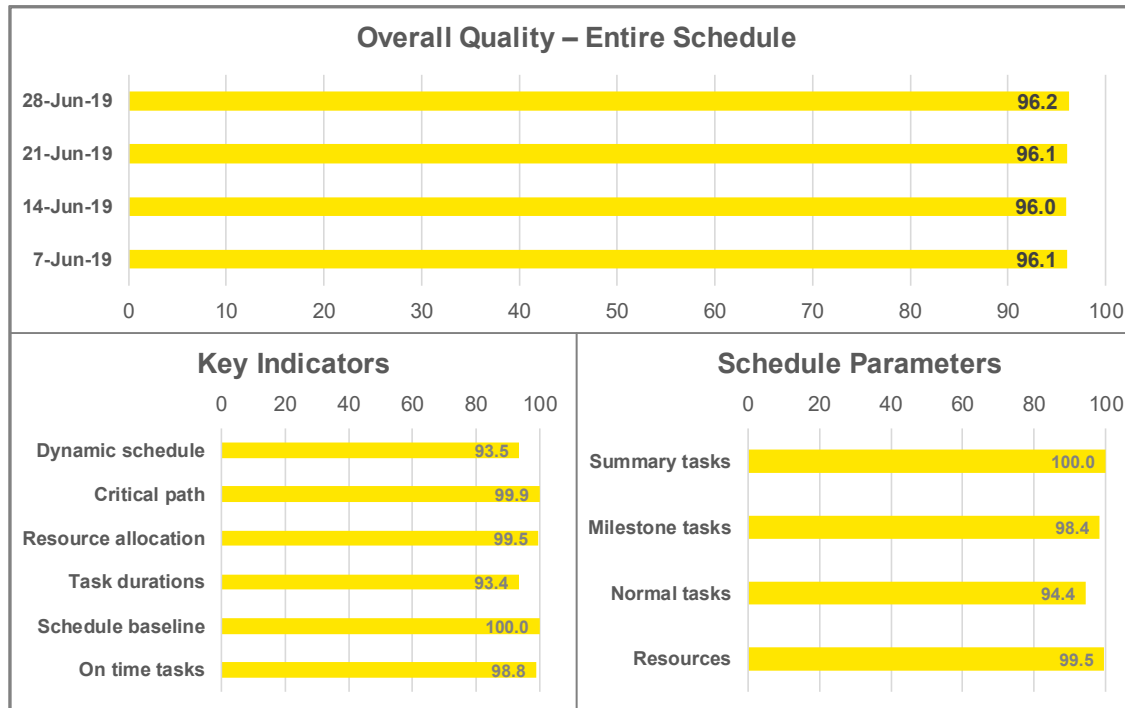 Overall Quality – Entire Schedule
28-Jun-19 96.2
21-Jun-19 96.1
14-Jun-19 96.0
7-Jun-19 96.1
0 10 20 30 40 50 60 70 80 90 100
Key Indicators
0 20 40 60 80 100
Dynamic schedule 93.5
Critical path 99.9
Resource allocation 99.5
Task durations 93.4
Schedule baseline 100.0
On time tasks 98.8
Schedule Parameters
0 20 40 60 80 100
Summary tasks 100.0
Milestone tasks 98.4
Normal tasks 94.4
Resources 99.5